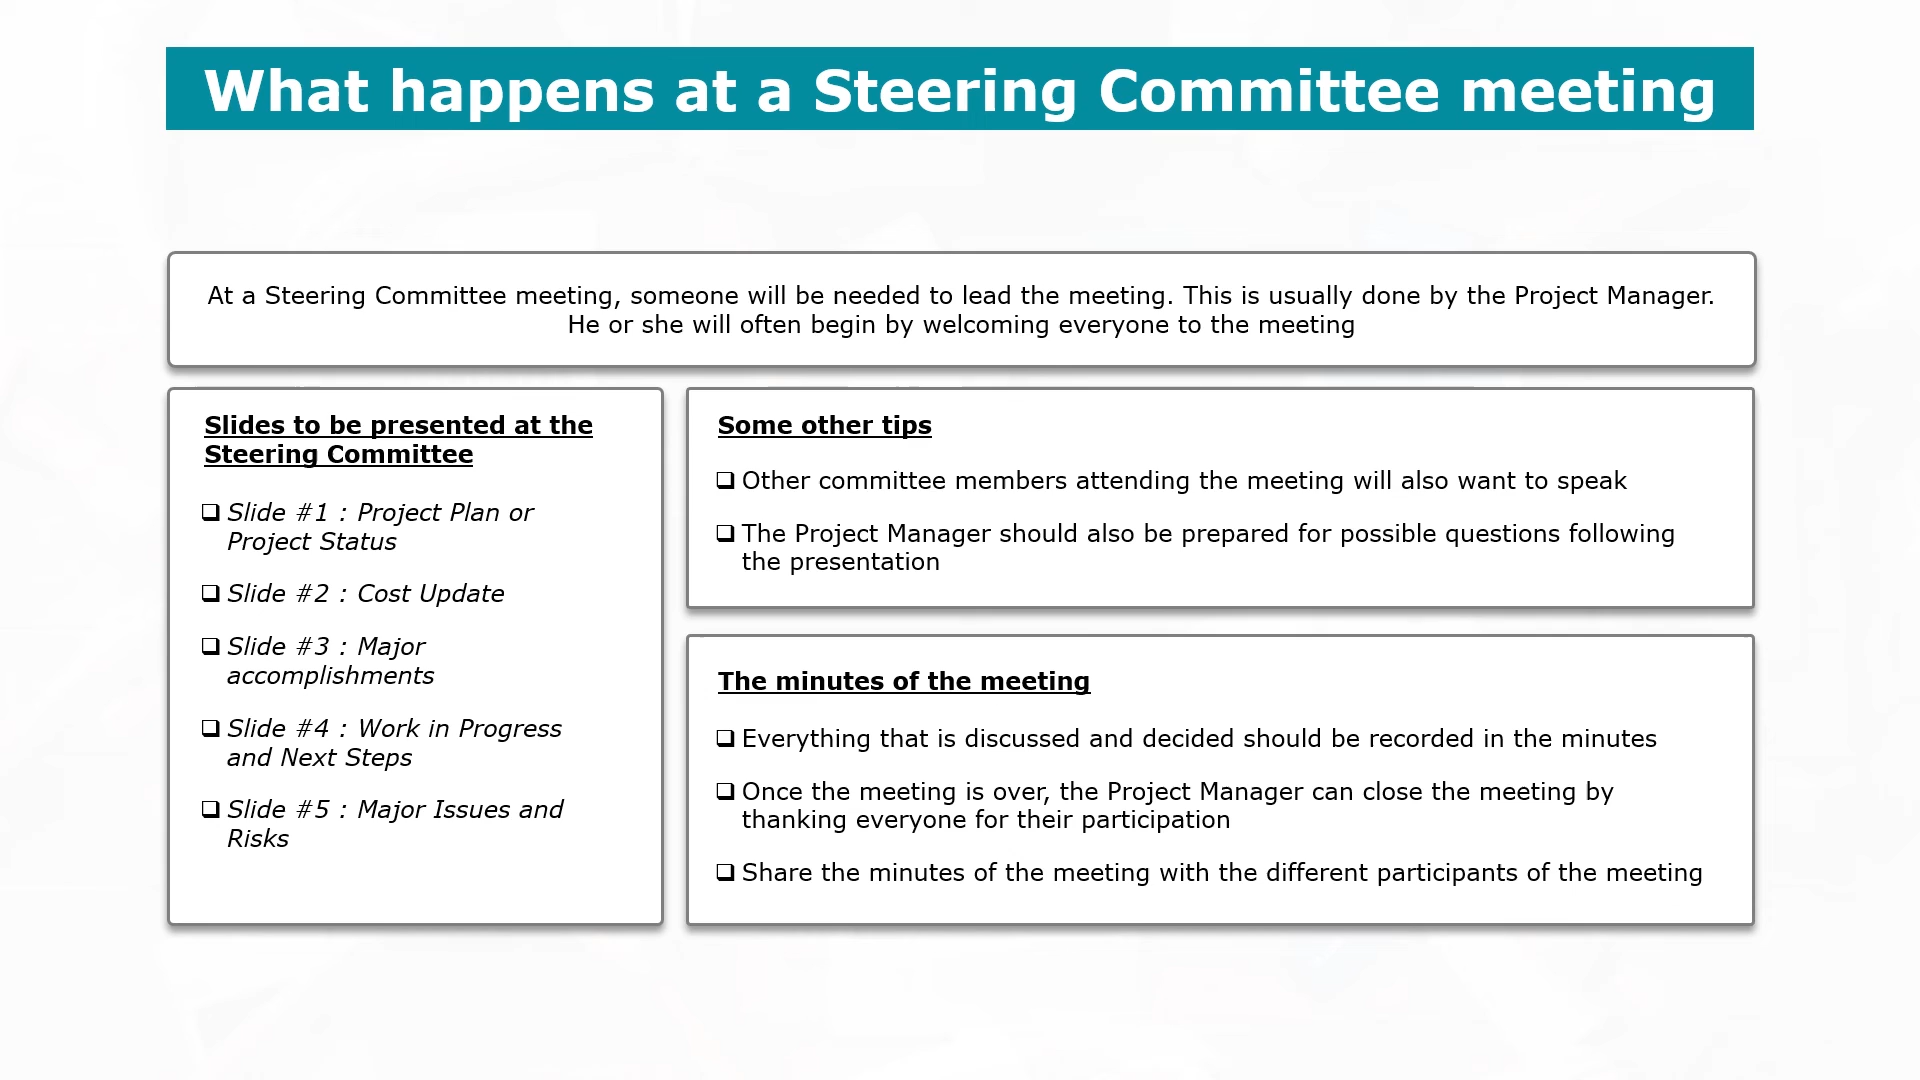 What happens at a Steering Committee meeting
At a Steering Committee meeting, someone will be needed to lead the meeting. This is usually done by the Project Manager.
He or she will often begin by welcoming everyone to the meeting
Slides to be presented at the
Steering Committee
❑ Slide #1 : Project Plan or
Project Status
❑ Slide #2 : Cost Update
❑ Slide #3 : Major
accomplishments
❑ Slide #4 : Work in Progress
and Next Steps
❑ Slide #5 : Major Issues and
Risks
Some other tips
❑ Other committee members attending the meeting will also want to speak
❑ The Project Manager should also be prepared for possible questions following
the presentation
The minutes of the meeting
❑ Everything that is discussed and decided should be recorded in the minutes
❑ Once the meeting is over, the Project Manager can close the meeting by
thanking everyone for their participation
❑ Share the minutes of the meeting with the different participants of the meeting